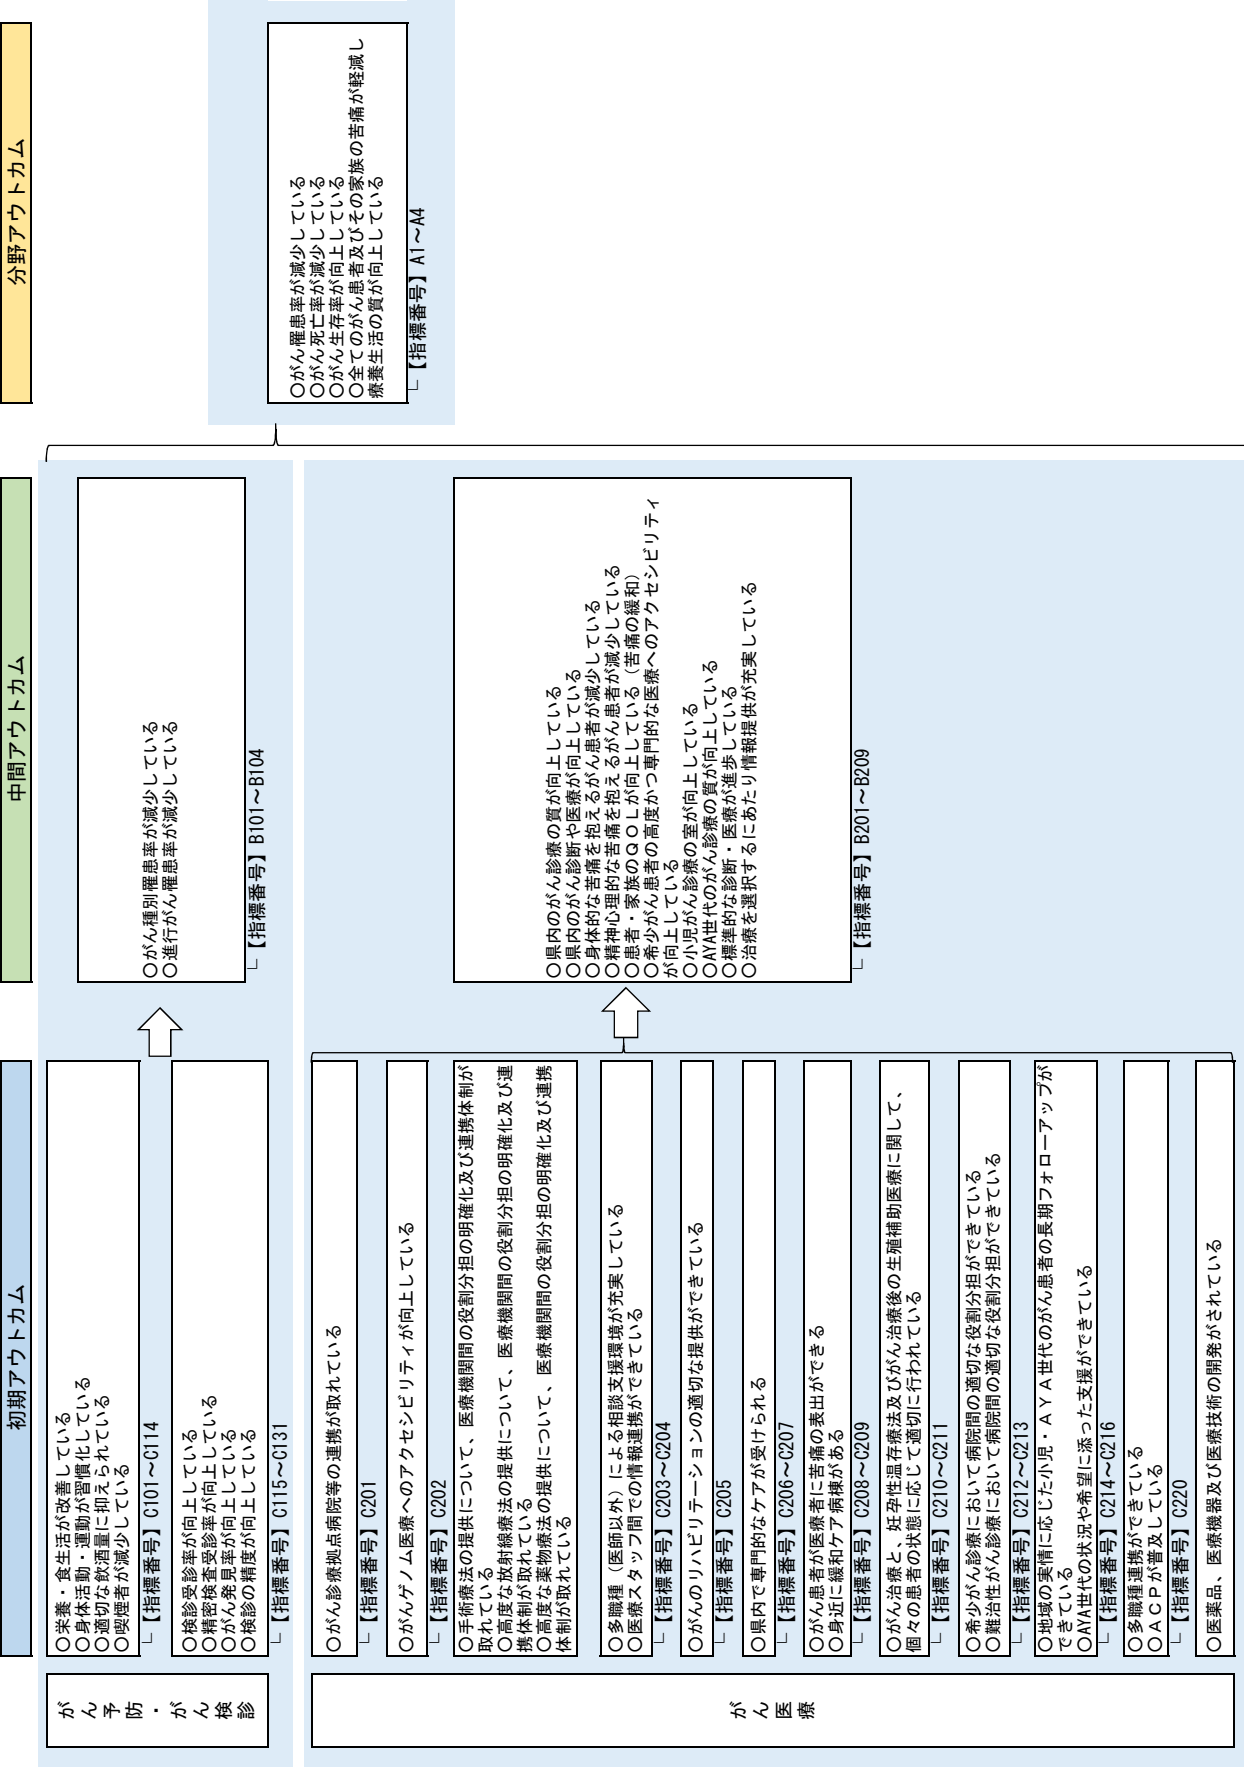 初期アウトカム
中間アウトカム
分野アウトカム
がん予防・がん検診
○栄養・食生活が改善している
○身体活動・運動が習慣化している
○適切な飲酒量に抑えられている
○喫煙者が減少している
└【指標番号】C101～C114
○検診受診率が向上している
○精密検査受診率が向上している
○がん発見率が向上している
○検診の精度が向上している
└【指標番号】C115～C131
○がん種別罹患率が減少している
○進行がん罹患率が減少している
└【指標番号】B101～B104
がん医療
○がん診療拠点病院等の連携が取れている
└【指標番号】C201
○がんゲノム医療へのアクセシビリティが向上している
└【指標番号】C202
○手術療法の提供について、医療機関間の役割分担の明確化及び連携体制が
取れている
○高度な放射線療法の提供について、医療機関間の役割分担の明確化及び連
携体制が取れている
○高度な薬物療法の提供について、医療機関間の役割分担の明確化及び連携
体制が取れている
○多職種（医師以外）による相談支援環境が充実している
○医療スタッフ間での情報連携ができている
└【指標番号】C203～C204
○がんのリハビリテーションの適切な提供ができている
└【指標番号】C205
○県内で専門的なケアが受けられる
└【指標番号】C206～C207
○がん患者が医療者に苦痛の表出ができる
○身近に緩和ケア病棟がある
└【指標番号】C208～C209
○がん治療と、妊孕性温存療法及びがん治療後の生殖補助医療に関して、
個々の患者の状態に応じて適切に行われている
└【指標番号】C210～C211
○希少がん診療において病院間の適切な役割分担ができている
○難治性がん診療において病院間の適切な役割分担ができている
└【指標番号】C212～C213
○地域の実情に応じた小児・ＡＹＡ世代のがん患者の長期フォローアップが
できている
○AYA世代の状況や希望に添った支援ができている
└【指標番号】C214～C216
○多職種連携ができている
○ＡＣＰが普及している
└【指標番号】C220
○医薬品、医療機器及び医療技術の開発がされている
○県内のがん診療の質が向上している
○県内のがん診断や医療が向上している
○身体的な苦痛を抱えるがん患者が減少している
○精神心理的な苦痛を抱えるがん患者が減少している
○患者・家族のＱＯＬが向上している（苦痛の緩和）
○希少がん患者の高度かつ専門的な医療へのアクセシビリティ
が向上している
○小児がん診療の室が向上している
○AYA世代のがん診療の質が向上している
○標準的な診断・医療が進歩している
○治療を選択するにあたり情報提供が充実している
└【指標番号】B201～B209
○がん罹患率が減少している
○がん死亡率が減少している
○がん生存率が向上している
○全てのがん患者及びその家族の苦痛が軽減し
療養生活の質が向上している
└【指標番号】A1～A4